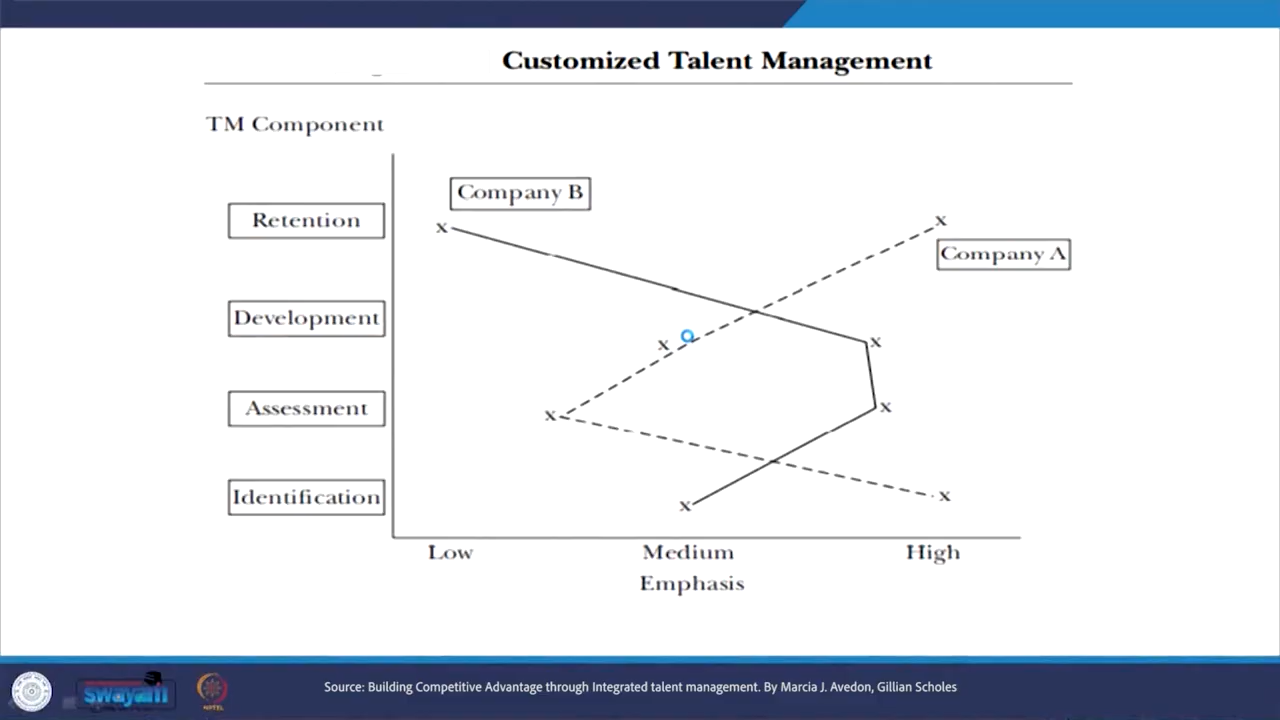 Customized Talent Management
TM Component
Company B
Retention
x
x
Company A
Development
x
x
Assessment
x
x
Identification
x
x
Low
Medium
High
Emphasis
swayam
NPTEL
Source: Building Competitive Advantage through Integrated talent management. By Marcia J. Avedon, Gillian Scholes